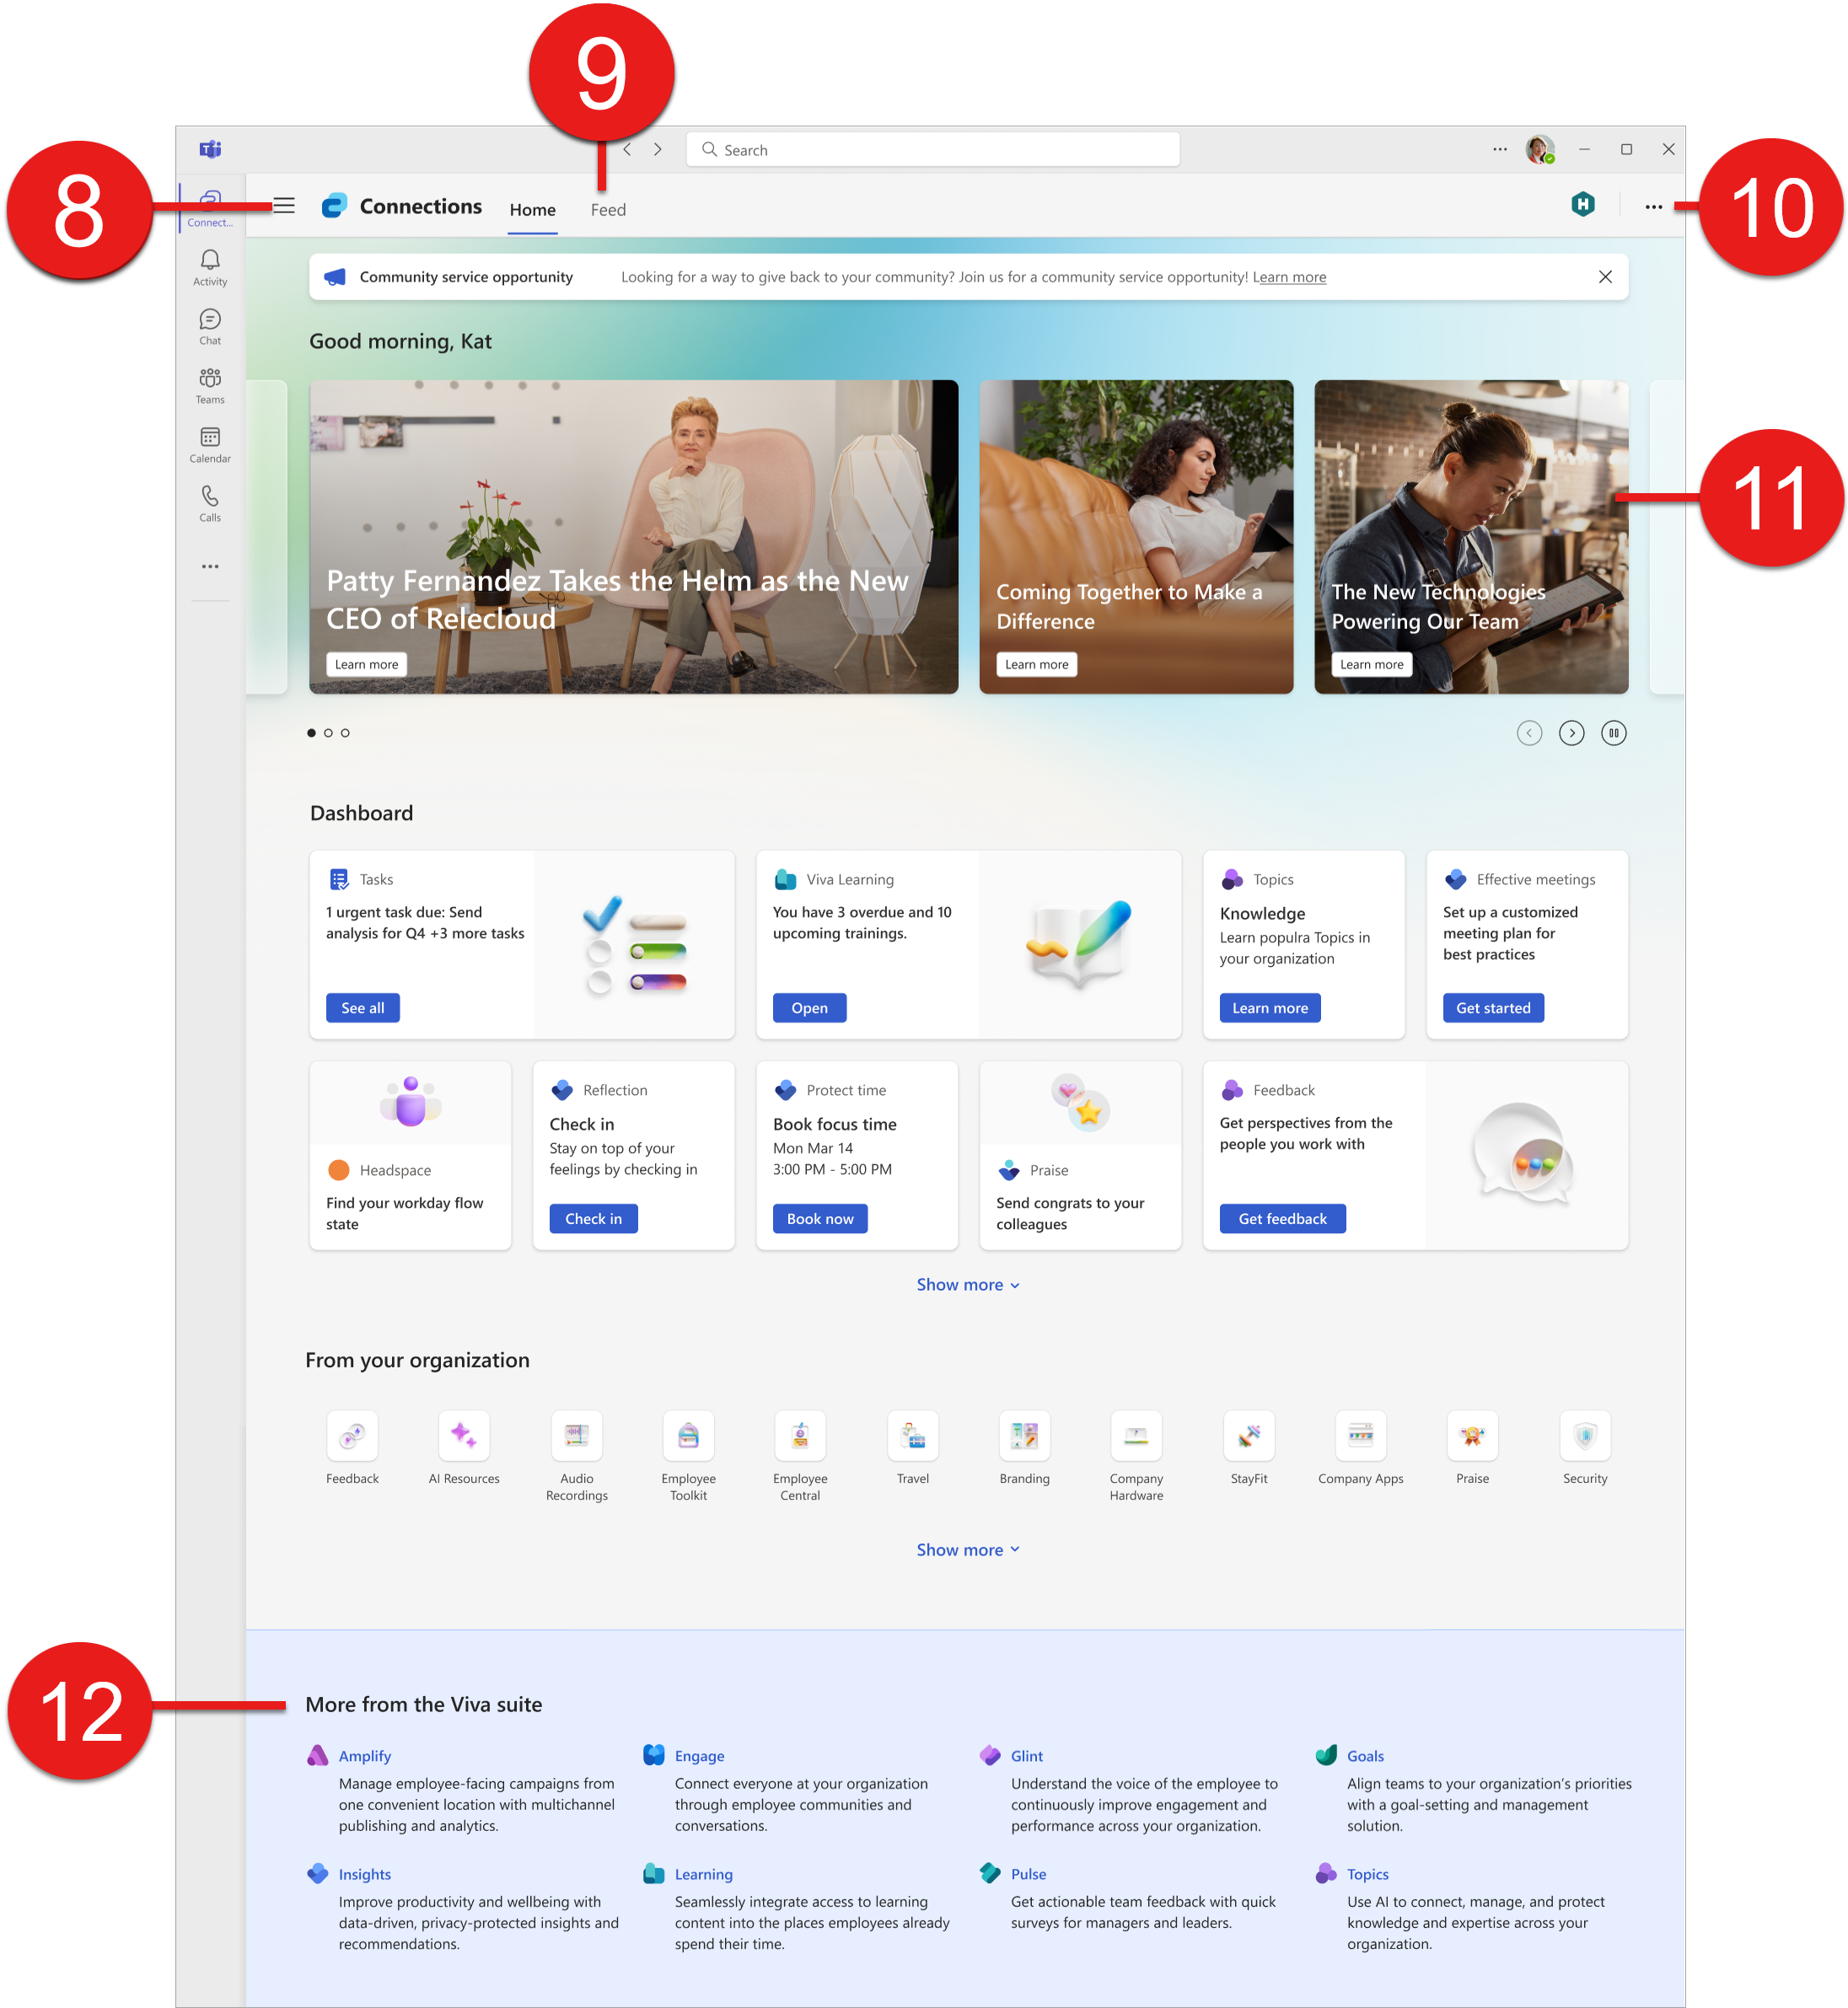 9
Search
8
Connections
Home
Feed
H
10
Connect...
Activity
Chat
Teams
Calendar
Calls
Community service opportunity
Looking for a way to give back to your community? Join us for a community service opportunity! Learn more
Good morning, Kat
Patty Fernandez Takes the Helm as the New
CEO of Relecloud
Learn more
Coming Together to Make a
Difference
Learn more
The New Technologies
Powering Our Team
Learn more
11
Dashboard
Tasks
1 urgent task due: Send
analysis for Q4 +3 more tasks
See all
Viva Learning
You have 3 overdue and 10
upcoming trainings.
Open
Topics
Knowledge
Learn populra Topics in
your organization
Learn more
Effective meetings
Set up a customized
meeting plan for
best practices
Get started
Headspace
Find your workday flow
state
Reflection
Check in
Stay on top of your
feelings by checking in
Check in
Protect time
Book focus time
Mon Mar 14
3:00 PM - 5:00 PM
Book now
Praise
Send congrats to your
colleagues
Feedback
Get perspectives from the
people you work with
Get feedback
Show more
From your organization
Feedback
AI Resources
Audio
Recordings
Employee
Toolkit
Employee
Central
Travel
Branding
Company
Hardware
StayFit
Company Apps
Praise
Security
Show more
12
More from the Viva suite
Amplify
Manage employee-facing campaigns from
one convenient location with multichannel
publishing and analytics.
Engage
Connect everyone at your organization
through employee communities and
conversations.
Glint
Understand the voice of the employee to
continuously improve engagement and
performance across your organization.
Goals
Align teams to your organization's priorities
with a goal-setting and management
solution.
Insights
Improve productivity and wellbeing with
data-driven, privacy-protected insights and
recommendations.
Learning
Seamlessly integrate access to learning
content into the places employees already
spend their time.
Pulse
Get actionable team feedback with quick
surveys for managers and leaders.
Topics
Use AI to connect, manage, and protect
knowledge and expertise across your
organization.